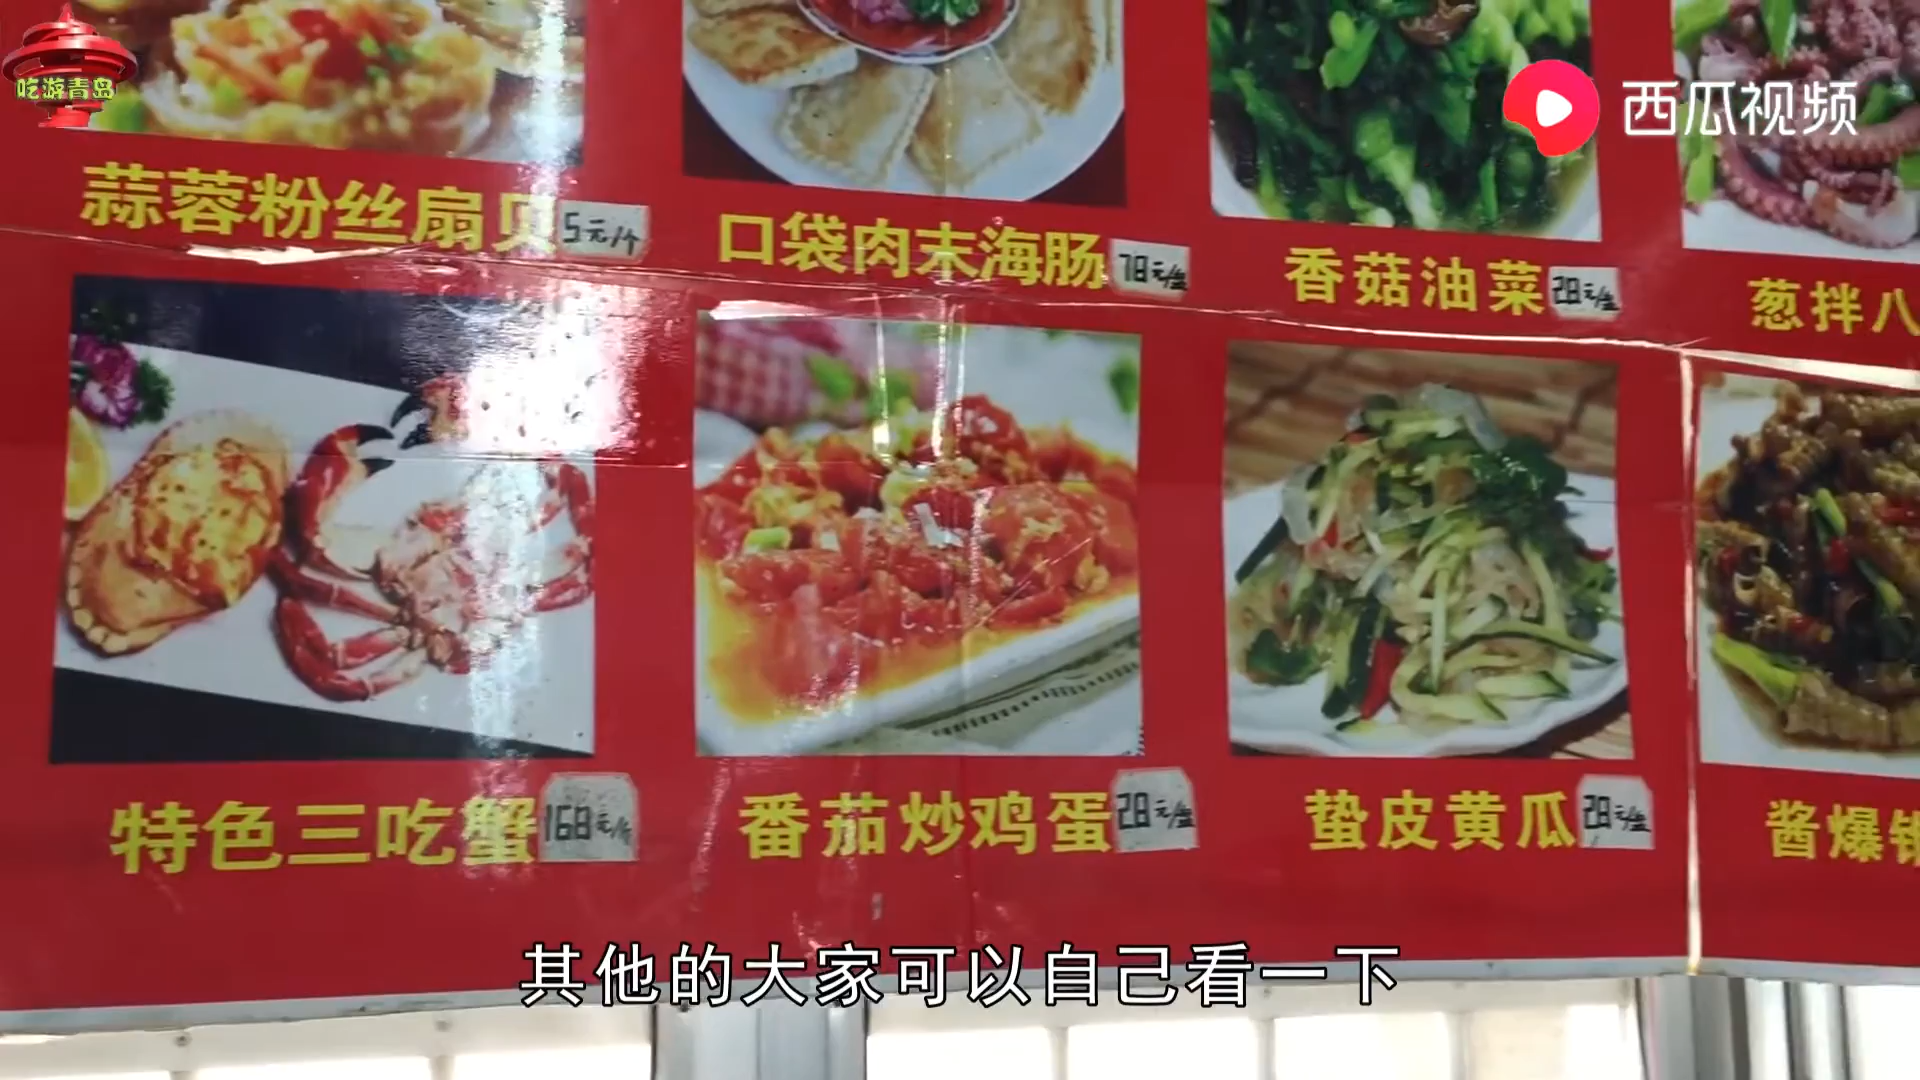 吃游青岛
西瓜视频
蒜蓉粉丝扇贝 5元/个
口袋肉末海肠 78元/盘
香菇油菜 28元/盘
葱拌八
特色三吃蟹 168元/斤
番茄炒鸡蛋 28元/盘
蛰皮黄瓜 28元/盘
酱爆
其他的大家可以自己看一下